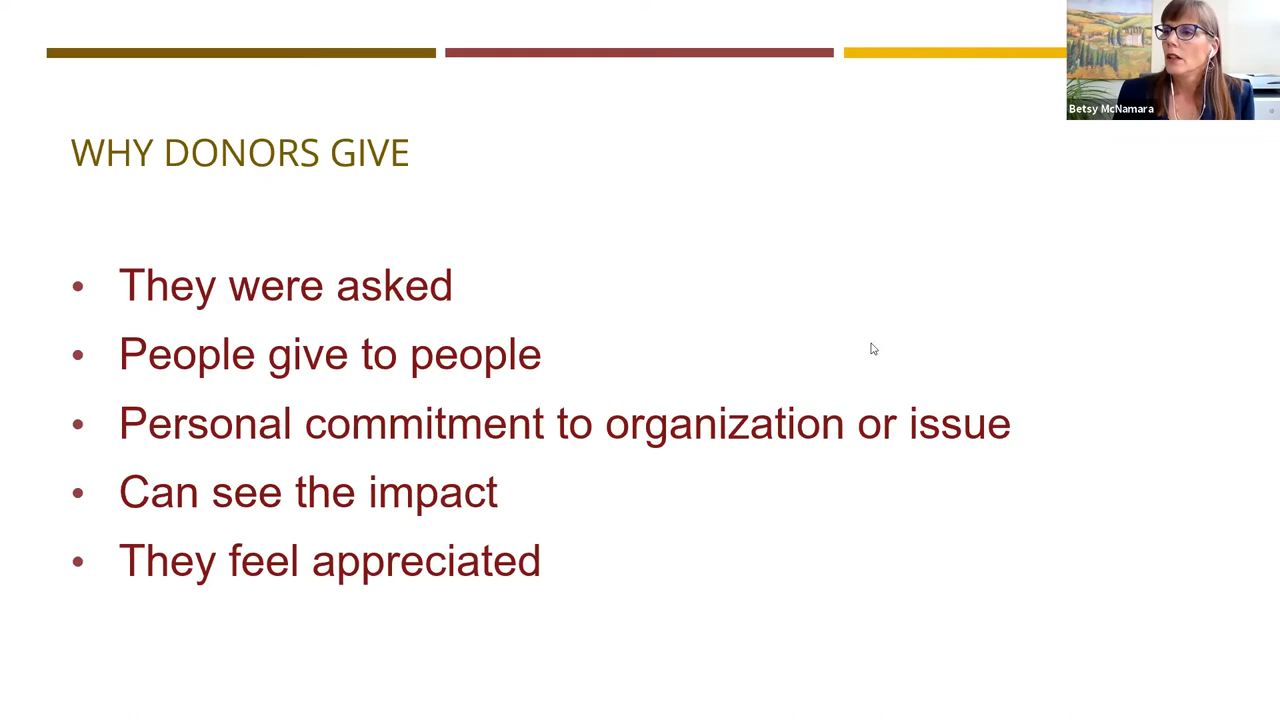 Betsy McNamara
WHY DONORS GIVE
• They were asked
• People give to people
• Personal commitment to organization or issue
• Can see the impact
• They feel appreciated